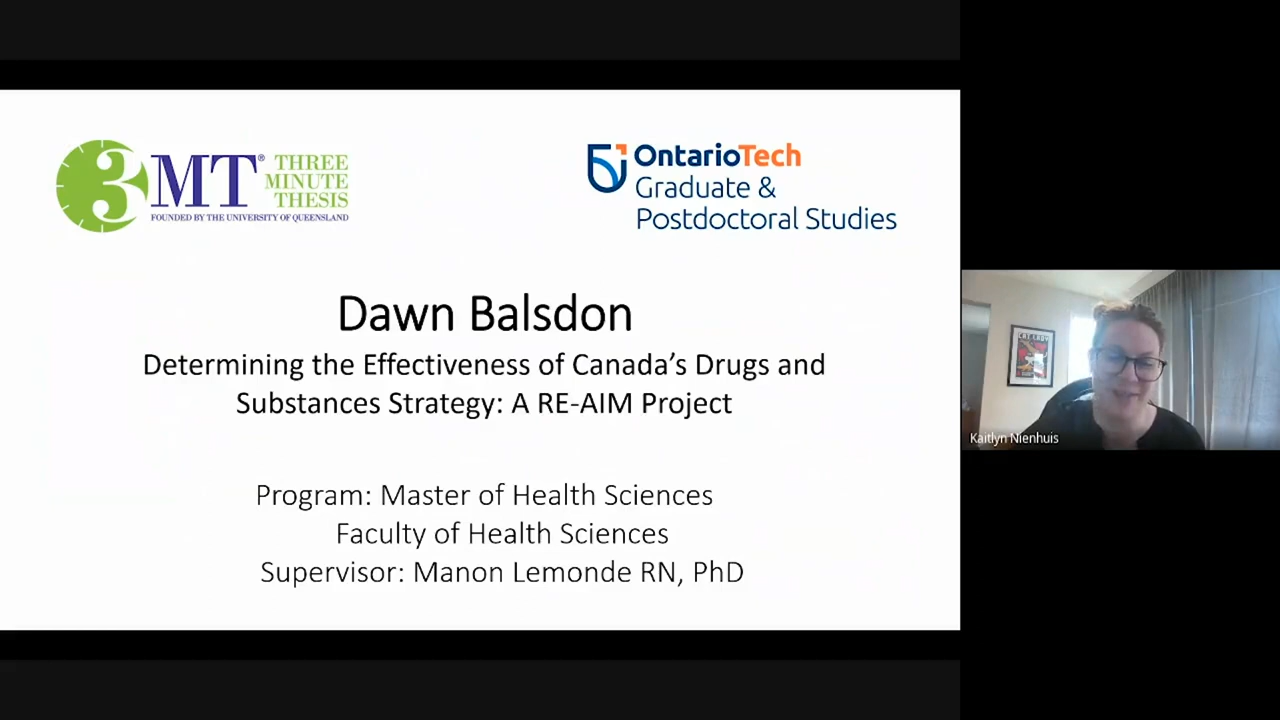 3MT® THREE
MINUTE
THESIS
FOUNDED BY THE UNIVERSITY OF QUEENSLAND
OntarioTech
Graduate &
Postdoctoral Studies
Dawn Balsdon
Determining the Effectiveness of Canada's Drugs and
Substances Strategy: A RE-AIM Project
Program: Master of Health Sciences
Faculty of Health Sciences
Supervisor: Manon Lemonde RN, PhD
CAT LADY
Kaitlyn Nienhuis